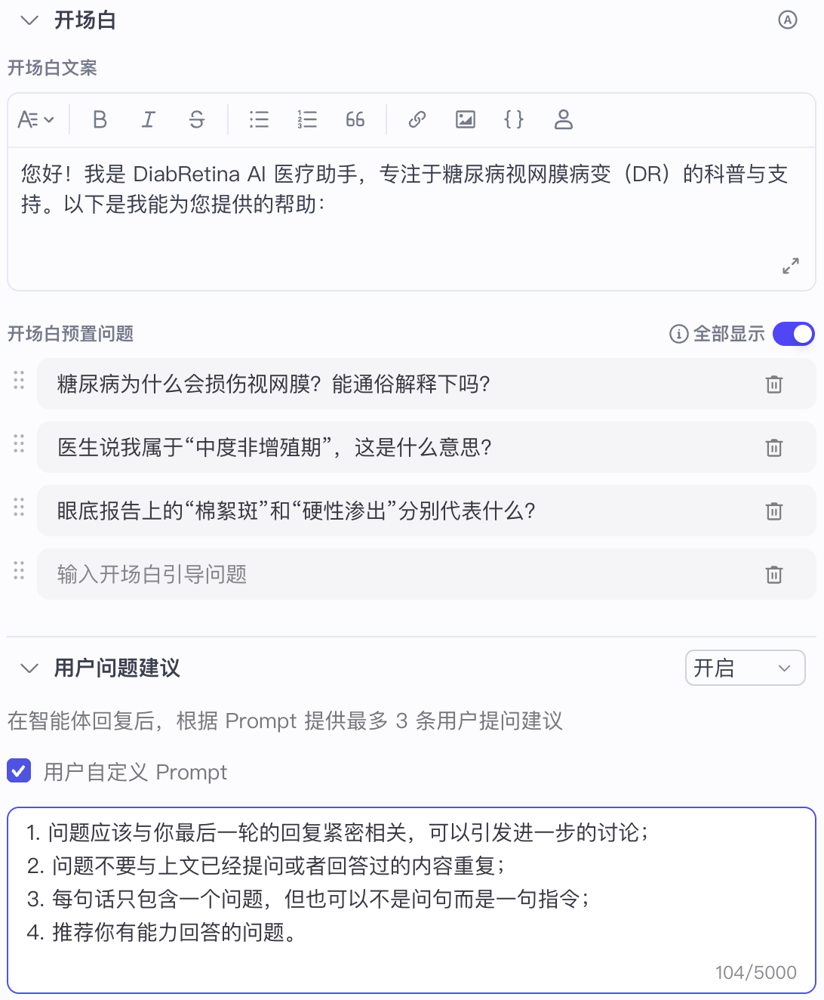 开场白
开场白文案
您好！我是 DiabRetina AI 医疗助手，专注于糖尿病视网膜病变（DR）的科普与支
持。以下是我能为您提供的帮助：
开场白预置问题
全部显示
糖尿病为什么会损伤视网膜？能通俗解释下吗？
医生说我属于“中度非增殖期”，这是什么意思？
眼底报告上的“棉絮斑”和“硬性渗出”分别代表什么？
输入开场白引导问题
用户问题建议
开启
在智能体回复后，根据 Prompt 提供最多 3 条用户提问建议
用户自定义 Prompt
1. 问题应该与你最后一轮的回复紧密相关，可以引发进一步的讨论；
2. 问题不要与上文已经提问或者回答过的内容重复；
3. 每句话只包含一个问题，但也可以不是问句而是一句指令；
4. 推荐你有能力回答的问题。
104/5000